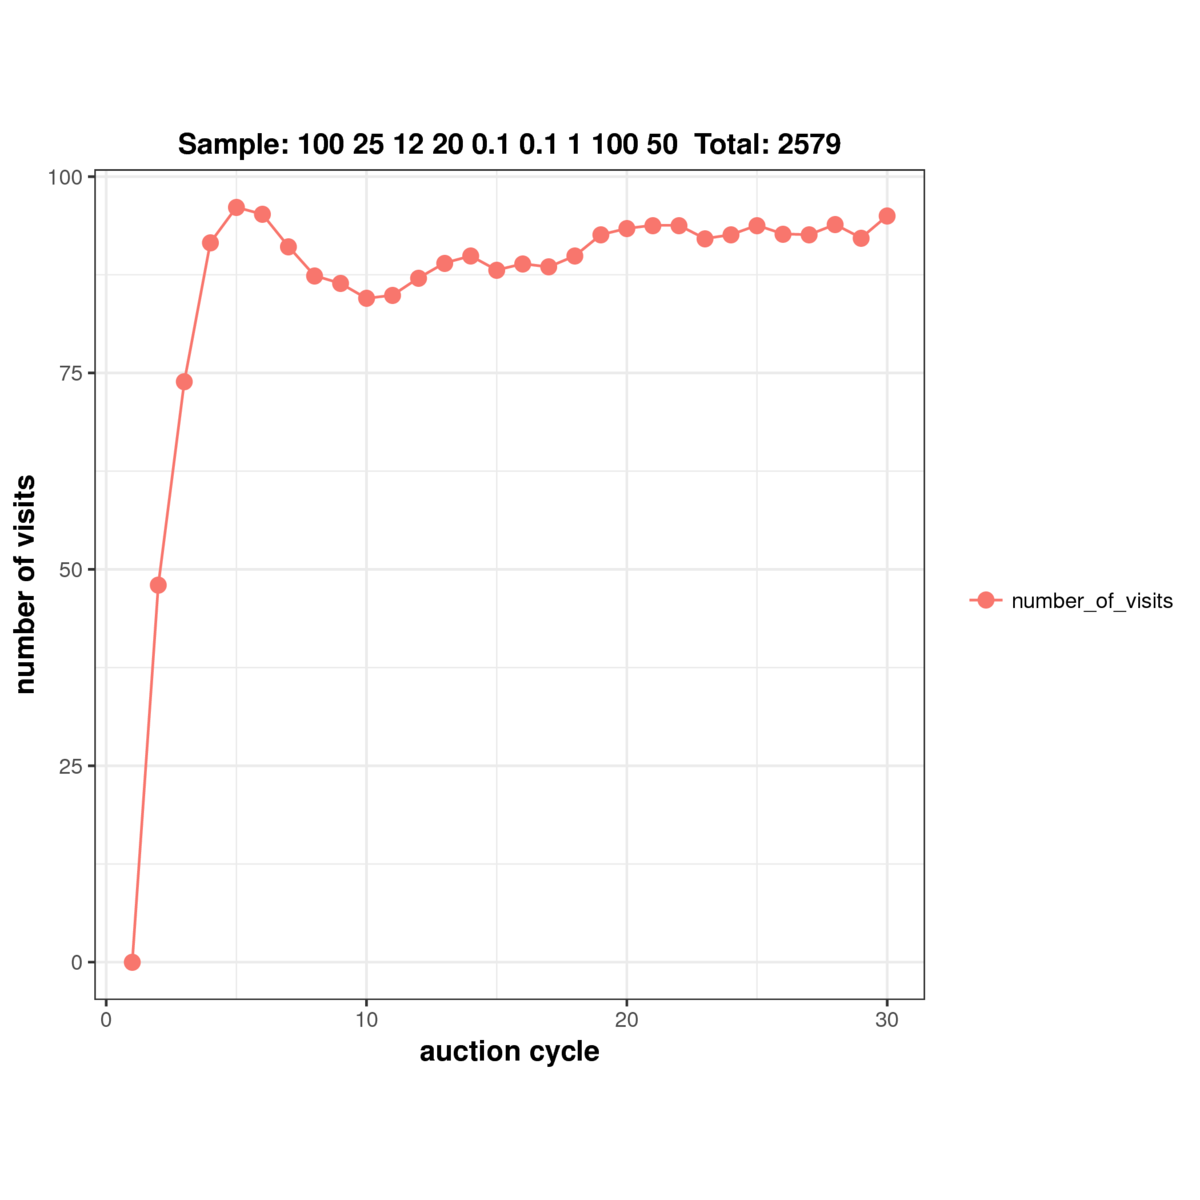 Sample: 100 25 12 20 0.1 0.1 1 100 50  Total: 2579
100
75
50
25
0
number of visits
0 10 20 30
auction cycle
number_of_visits